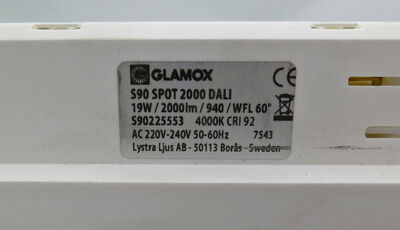 GLAMOX
S90 SPOT 2000 DALI
19W / 2000lm / 940 / WFL 60°
S90225553 4000K CRI 92
AC 220V-240V 50-60Hz 7543
Lystra Ljus AB - 50113 Borås - Sweden
CE